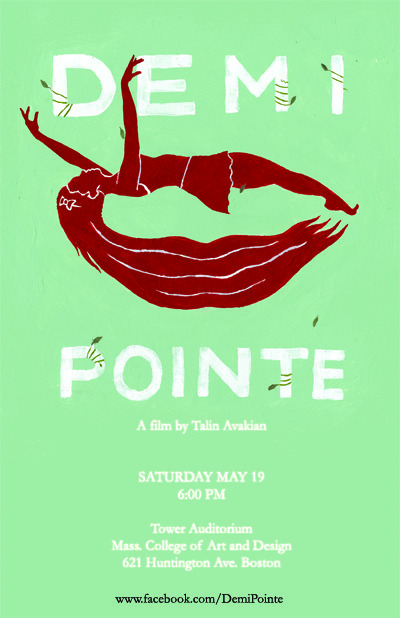 DEMI
POINTE
A film by Talin Avakian
SATURDAY MAY 19
6:00 PM
Tower Auditorium
Mass. College of Art and Design
621 Huntington Ave. Boston
www.facebook.com/DemiPointe